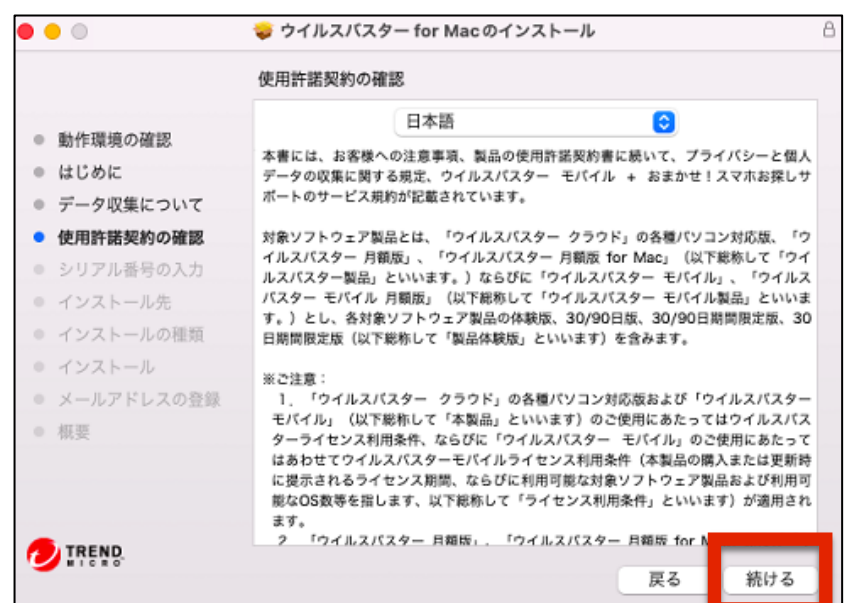 ウイルスバスター for Macのインストール
使用許諾契約の確認
動作環境の確認
はじめに
データ収集について
使用許諾契約の確認
シリアル番号の入力
インストール先
インストールの種類
インストール
メールアドレスの登録
概要
日本語
本書には、お客様への注意事項、製品の使用許諾契約書に続いて、プライバシーと個人
データの収集に関する規定、ウイルスバスター モバイル + おまかせ！スマホお探しサ
ポートのサービス規約が記載されています。
対象ソフトウェア製品とは、「ウイルスバスター クラウド」の各種パソコン対応版、「ウ
イルスバスター 月額版」、「ウイルスバスター 月額版 for Mac」（以下総称して「ウイ
ルスバスター製品」といいます。）ならびに「ウイルスバスター モバイル」、「ウイルス
バスター モバイル 月額版」（以下総称して「ウイルスバスター モバイル製品」といいま
す。）とし、各対象ソフトウェア製品の体験版、30/90日版、30/90日期間限定版、30
日期間限定版（以下総称して「製品体験版」といいます）を含みます。
※ご注意：
1．「ウイルスバスター クラウド」の各種パソコン対応版および「ウイルスバスター
モバイル」（以下総称して「本製品」といいます）のご使用にあたってはウイルスバス
ターライセンス利用条件、ならびに「ウイルスバスター モバイル」のご使用にあたって
はあわせてウイルスバスターモバイルライセンス利用条件（本製品の購入または更新時
に提示されるライセンス期間、ならびに利用可能な対象ソフトウェア製品および利用可
能なOS数等を指します、以下総称して「ライセンス利用条件」といいます）が適用され
ます。
2．「ウイルスバスター 月額版」、「ウイルスバスター 月額版 for
TREND
MICRO
戻る
続ける